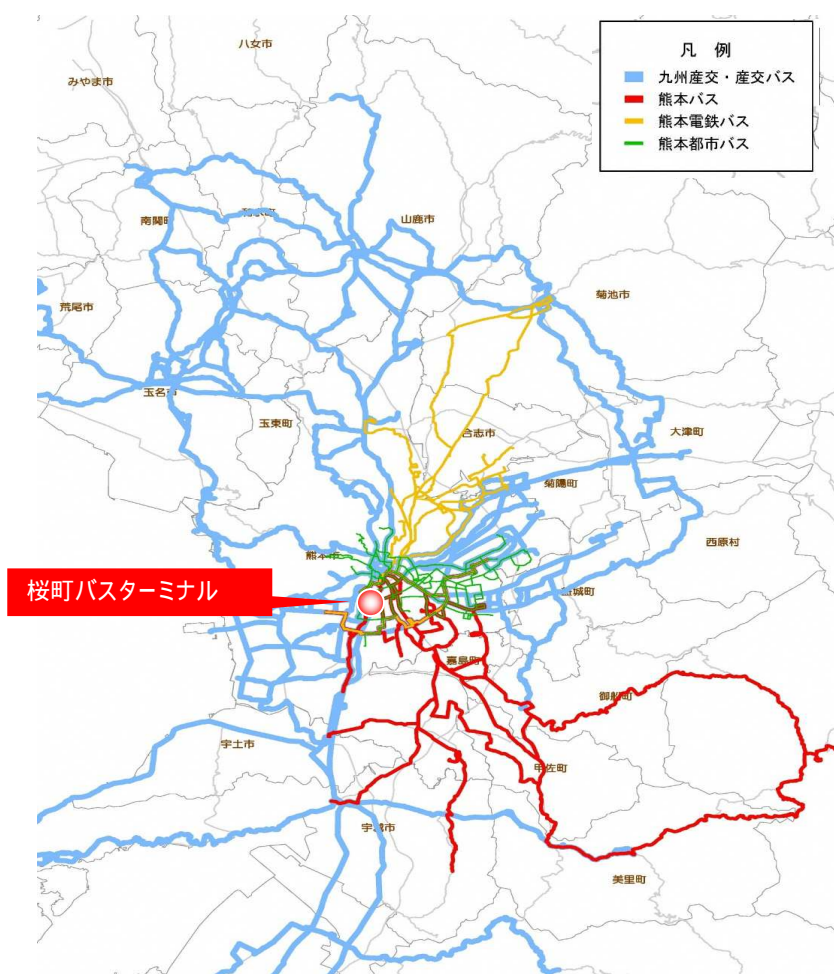 八女市
みやま市
凡 例
九州産交・産交バス
熊本バス
熊本電鉄バス
熊本都市バス
南関町
山鹿市
菊池市
荒尾市
玉名市
玉東町
合志市
大津町
菊陽町
西原村
熊本市
桜町バスターミナル
益城町
嘉島町
御船町
宇土市
甲佐町
宇城市
美里町